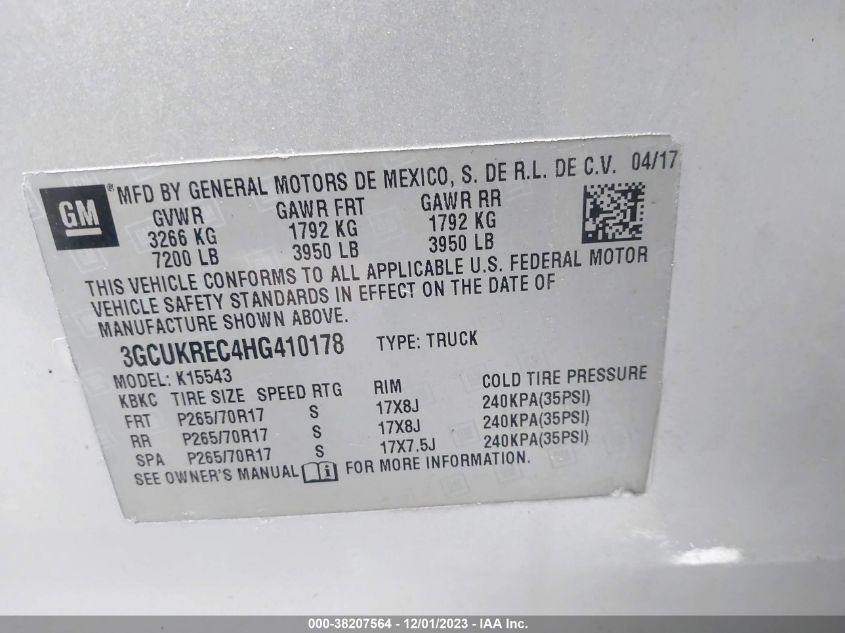 GM ® MFD BY GENERAL MOTORS DE MEXICO, S. DE R.L. DE C.V. 04/17
GVWR GAWR FRT GAWR RR
3266 KG 1792 KG 1792 KG
7200 LB 3950 LB 3950 LB
THIS VEHICLE CONFORMS TO ALL APPLICABLE U.S. FEDERAL MOTOR
VEHICLE SAFETY STANDARDS IN EFFECT ON THE DATE OF
MANUFACTURE SHOWN ABOVE.
3GCUKREC4HG410178 TYPE: TRUCK
MODEL: K15543
KBKC TIRE SIZE SPEED RTG RIM COLD TIRE PRESSURE
FRT P265/70R17 S 17X8J 240KPA(35PSI)
RR P265/70R17 S 17X8J 240KPA(35PSI)
SPA P265/70R17 S 17X7.5J 240KPA(35PSI)
SEE OWNER'S MANUAL FOR MORE INFORMATION.
000-38207564 - 12/01/2023 - IAAI.com